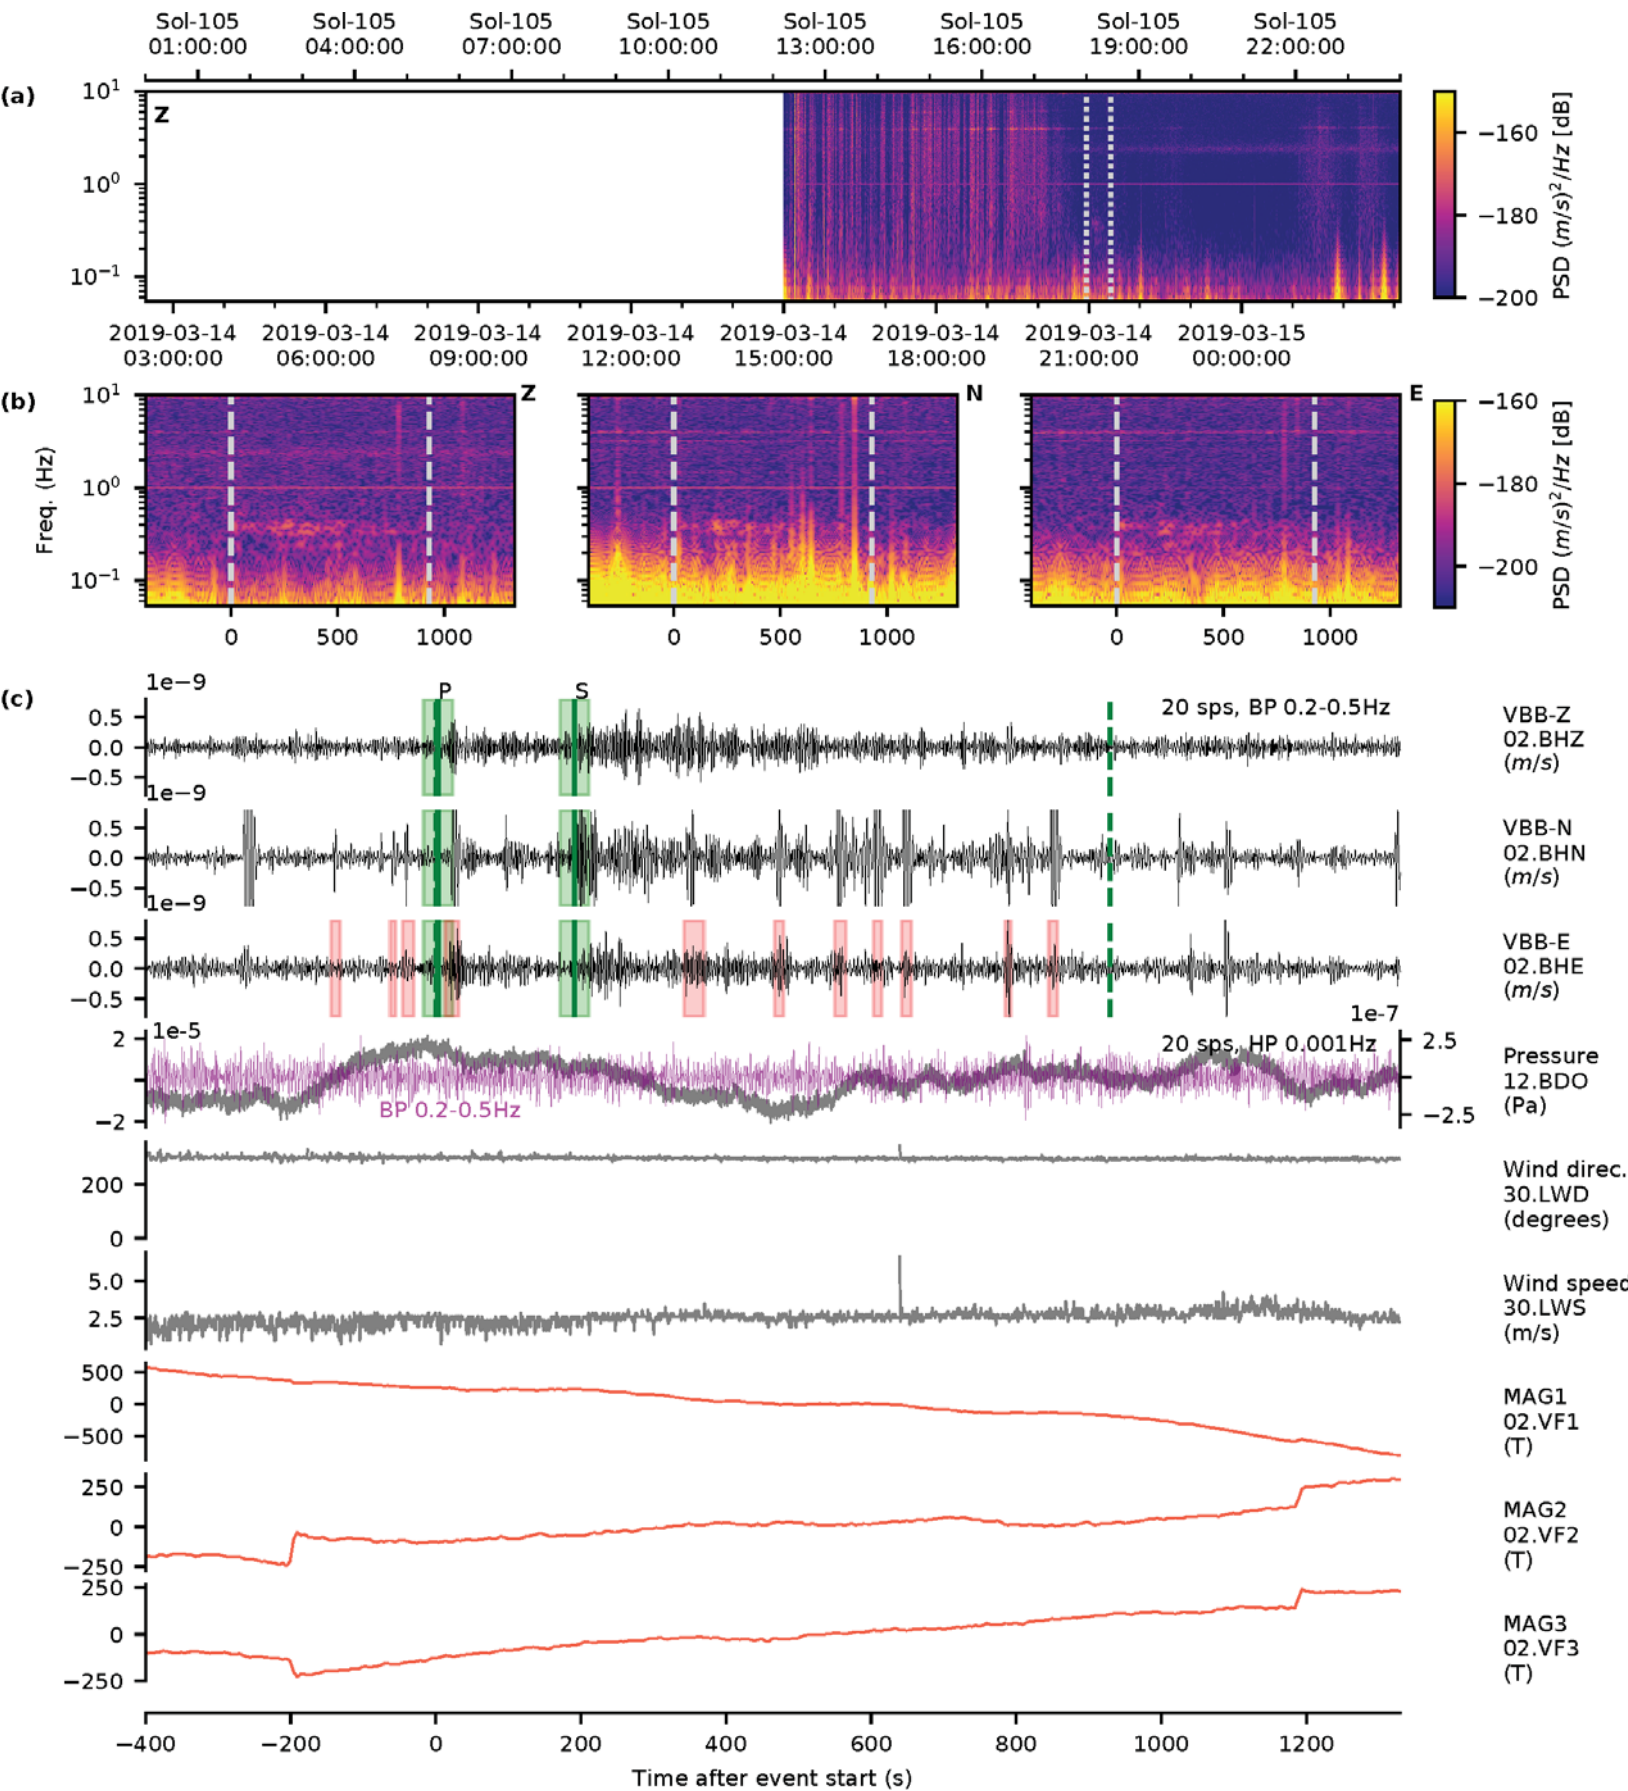 Sol-105 Sol-105 Sol-105 Sol-105 Sol-105 Sol-105 Sol-105 Sol-105
01:00:00 04:00:00 07:00:00 10:00:00 13:00:00 16:00:00 19:00:00 22:00:00
(a)
Z
10¹
10⁰
10⁻¹
−160
−180
−200
PSD (m/s)²/Hz [dB]
2019-03-14 2019-03-14 2019-03-14 2019-03-14 2019-03-14 2019-03-14 2019-03-14 2019-03-15
03:00:00 06:00:00 09:00:00 12:00:00 15:00:00 18:00:00 21:00:00 00:00:00
(b)
Z
N
E
Freq. (Hz)
10¹
10⁰
10⁻¹
−160
−180
−200
PSD (m/s)²/Hz [dB]
0 500 1000 0 500 1000 0 500 1000
(c)
1e−9
P
S
20 sps, BP 0.2-0.5Hz
0.5
0.0
−0.5
VBB-Z
02.BHZ
(m/s)
1e−9
0.5
0.0
−0.5
VBB-N
02.BHN
(m/s)
1e−9
0.5
0.0
−0.5
VBB-E
02.BHE
(m/s)
1e-5
1e-7
20 sps, HP 0.001Hz
2
−2
2.5
−2.5
BP 0.2-0.5Hz
Pressure
12.BDO
(Pa)
200
0
Wind direc.
30.LWD
(degrees)
5.0
2.5
Wind speed
30.LWS
(m/s)
500
0
−500
MAG1
02.VF1
(T)
250
0
−250
MAG2
02.VF2
(T)
250
0
−250
MAG3
02.VF3
(T)
−400 −200 0 200 400 600 800 1000 1200
Time after event start (s)